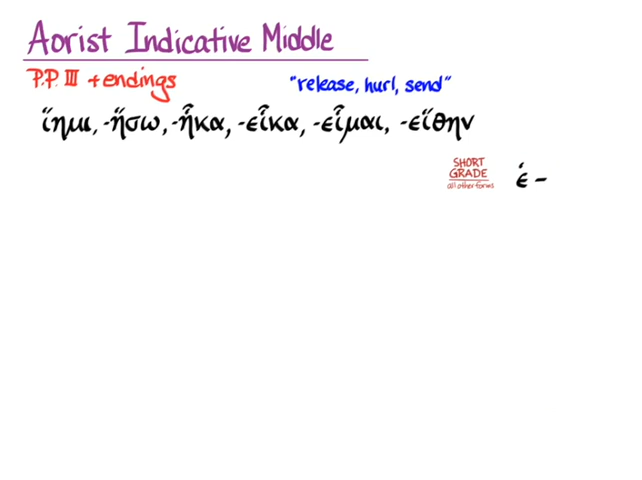 Aorist Indicative Middle
P.P. III + endings
"release, hurl, send"
ἵημι, -ἥσω, -ἧκα, -εἷκα, -εἷμαι, -εἵθην
SHORT
GRADE
all other forms
ἑ -